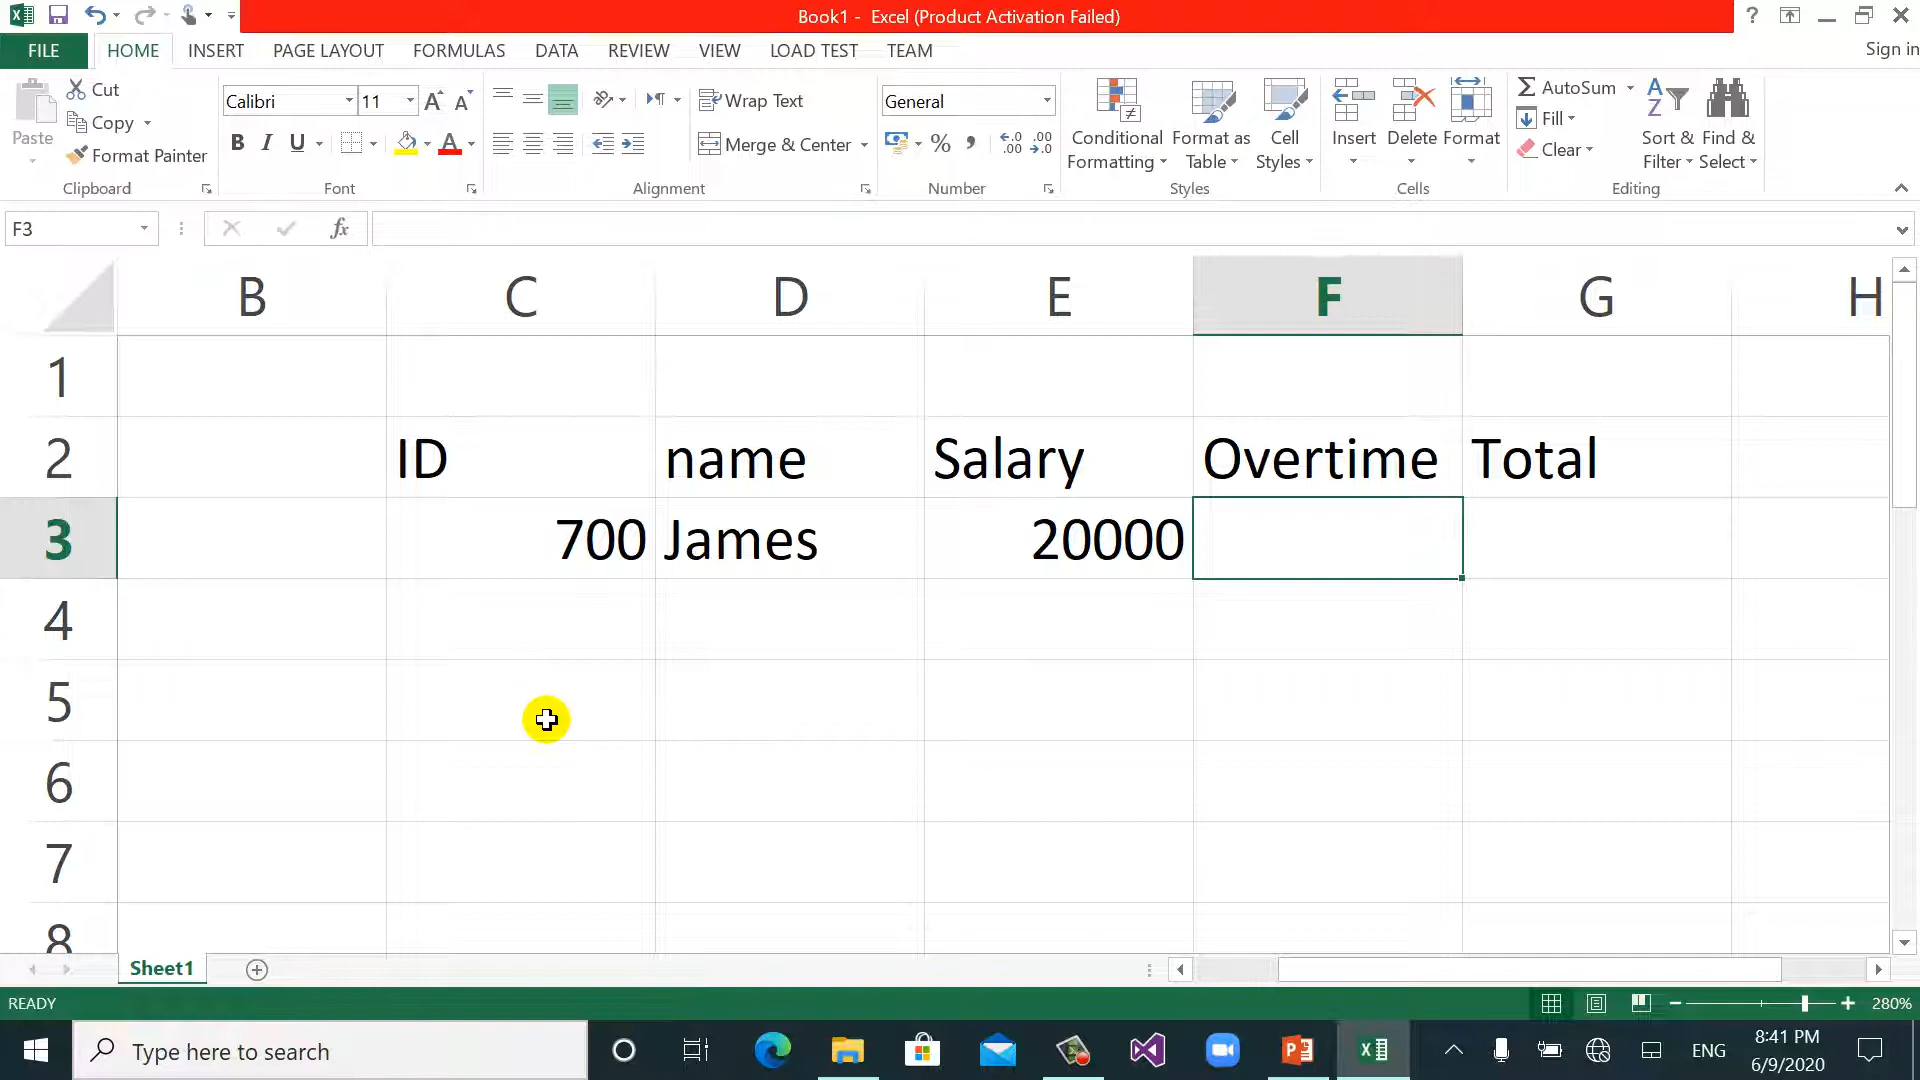 Book1 - Excel (Product Activation Failed)
?
FILE HOME INSERT PAGE LAYOUT FORMULAS DATA REVIEW VIEW LOAD TEST TEAM
Sign in
Paste
Cut
Copy
Format Painter
Clipboard
Calibri 11
B I U
Font
Wrap Text
Merge & Center
Alignment
General
% ,
Number
Conditional Formatting
Format as Table
Cell Styles
Styles
Insert
Delete
Format
Cells
AutoSum
Fill
Clear
Sort & Filter
Find & Select
Editing
F3
fx
B C D E F G H
1
2 ID name Salary Overtime Total
3 700 James 20000
4
5
6
7
8
Sheet1
READY
280%
Type here to search
ENG
8:41 PM
6/9/2020